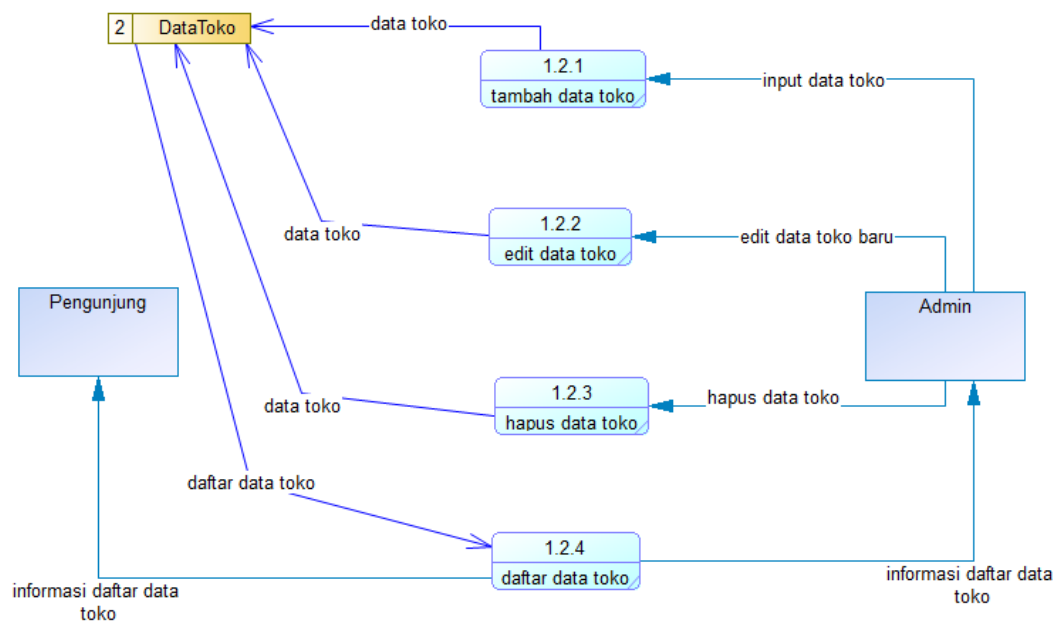 2 DataToko
data toko
1.2.1
tambah data toko
input data toko
1.2.2
edit data toko
data toko
edit data toko baru
Pengunjung
Admin
1.2.3
hapus data toko
data toko
hapus data toko
daftar data toko
1.2.4
daftar data toko
informasi daftar data
toko
informasi daftar data
toko